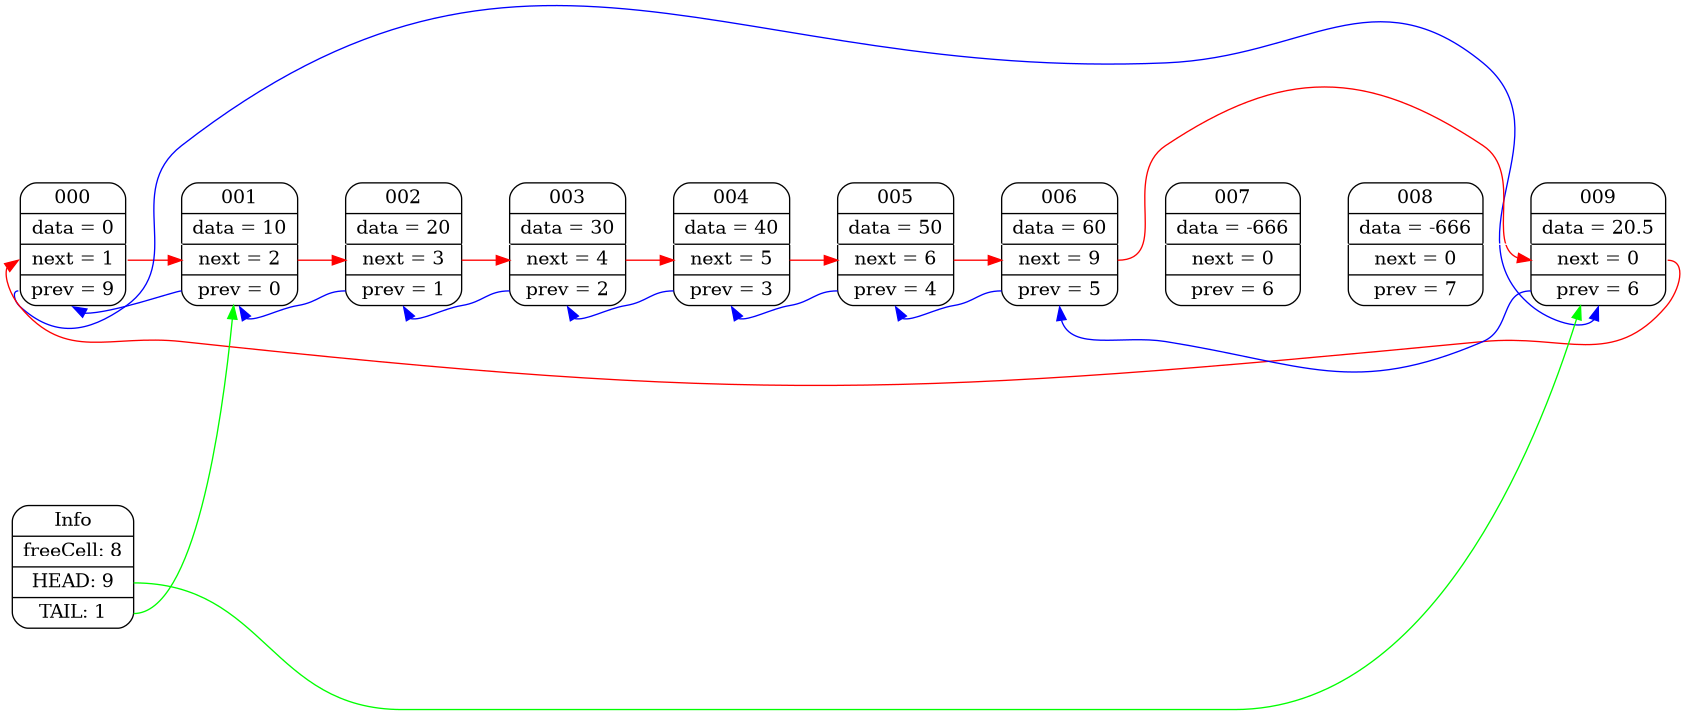 000
data = 0
next = 1
prev = 9
001
data = 10
next = 2
prev = 0
002
data = 20
next = 3
prev = 1
003
data = 30
next = 4
prev = 2
004
data = 40
next = 5
prev = 3
005
data = 50
next = 6
prev = 4
006
data = 60
next = 9
prev = 5
007
data = -666
next = 0
prev = 6
008
data = -666
next = 0
prev = 7
009
data = 20.5
next = 0
prev = 6
Info
freeCell: 8
HEAD: 9
TAIL: 1